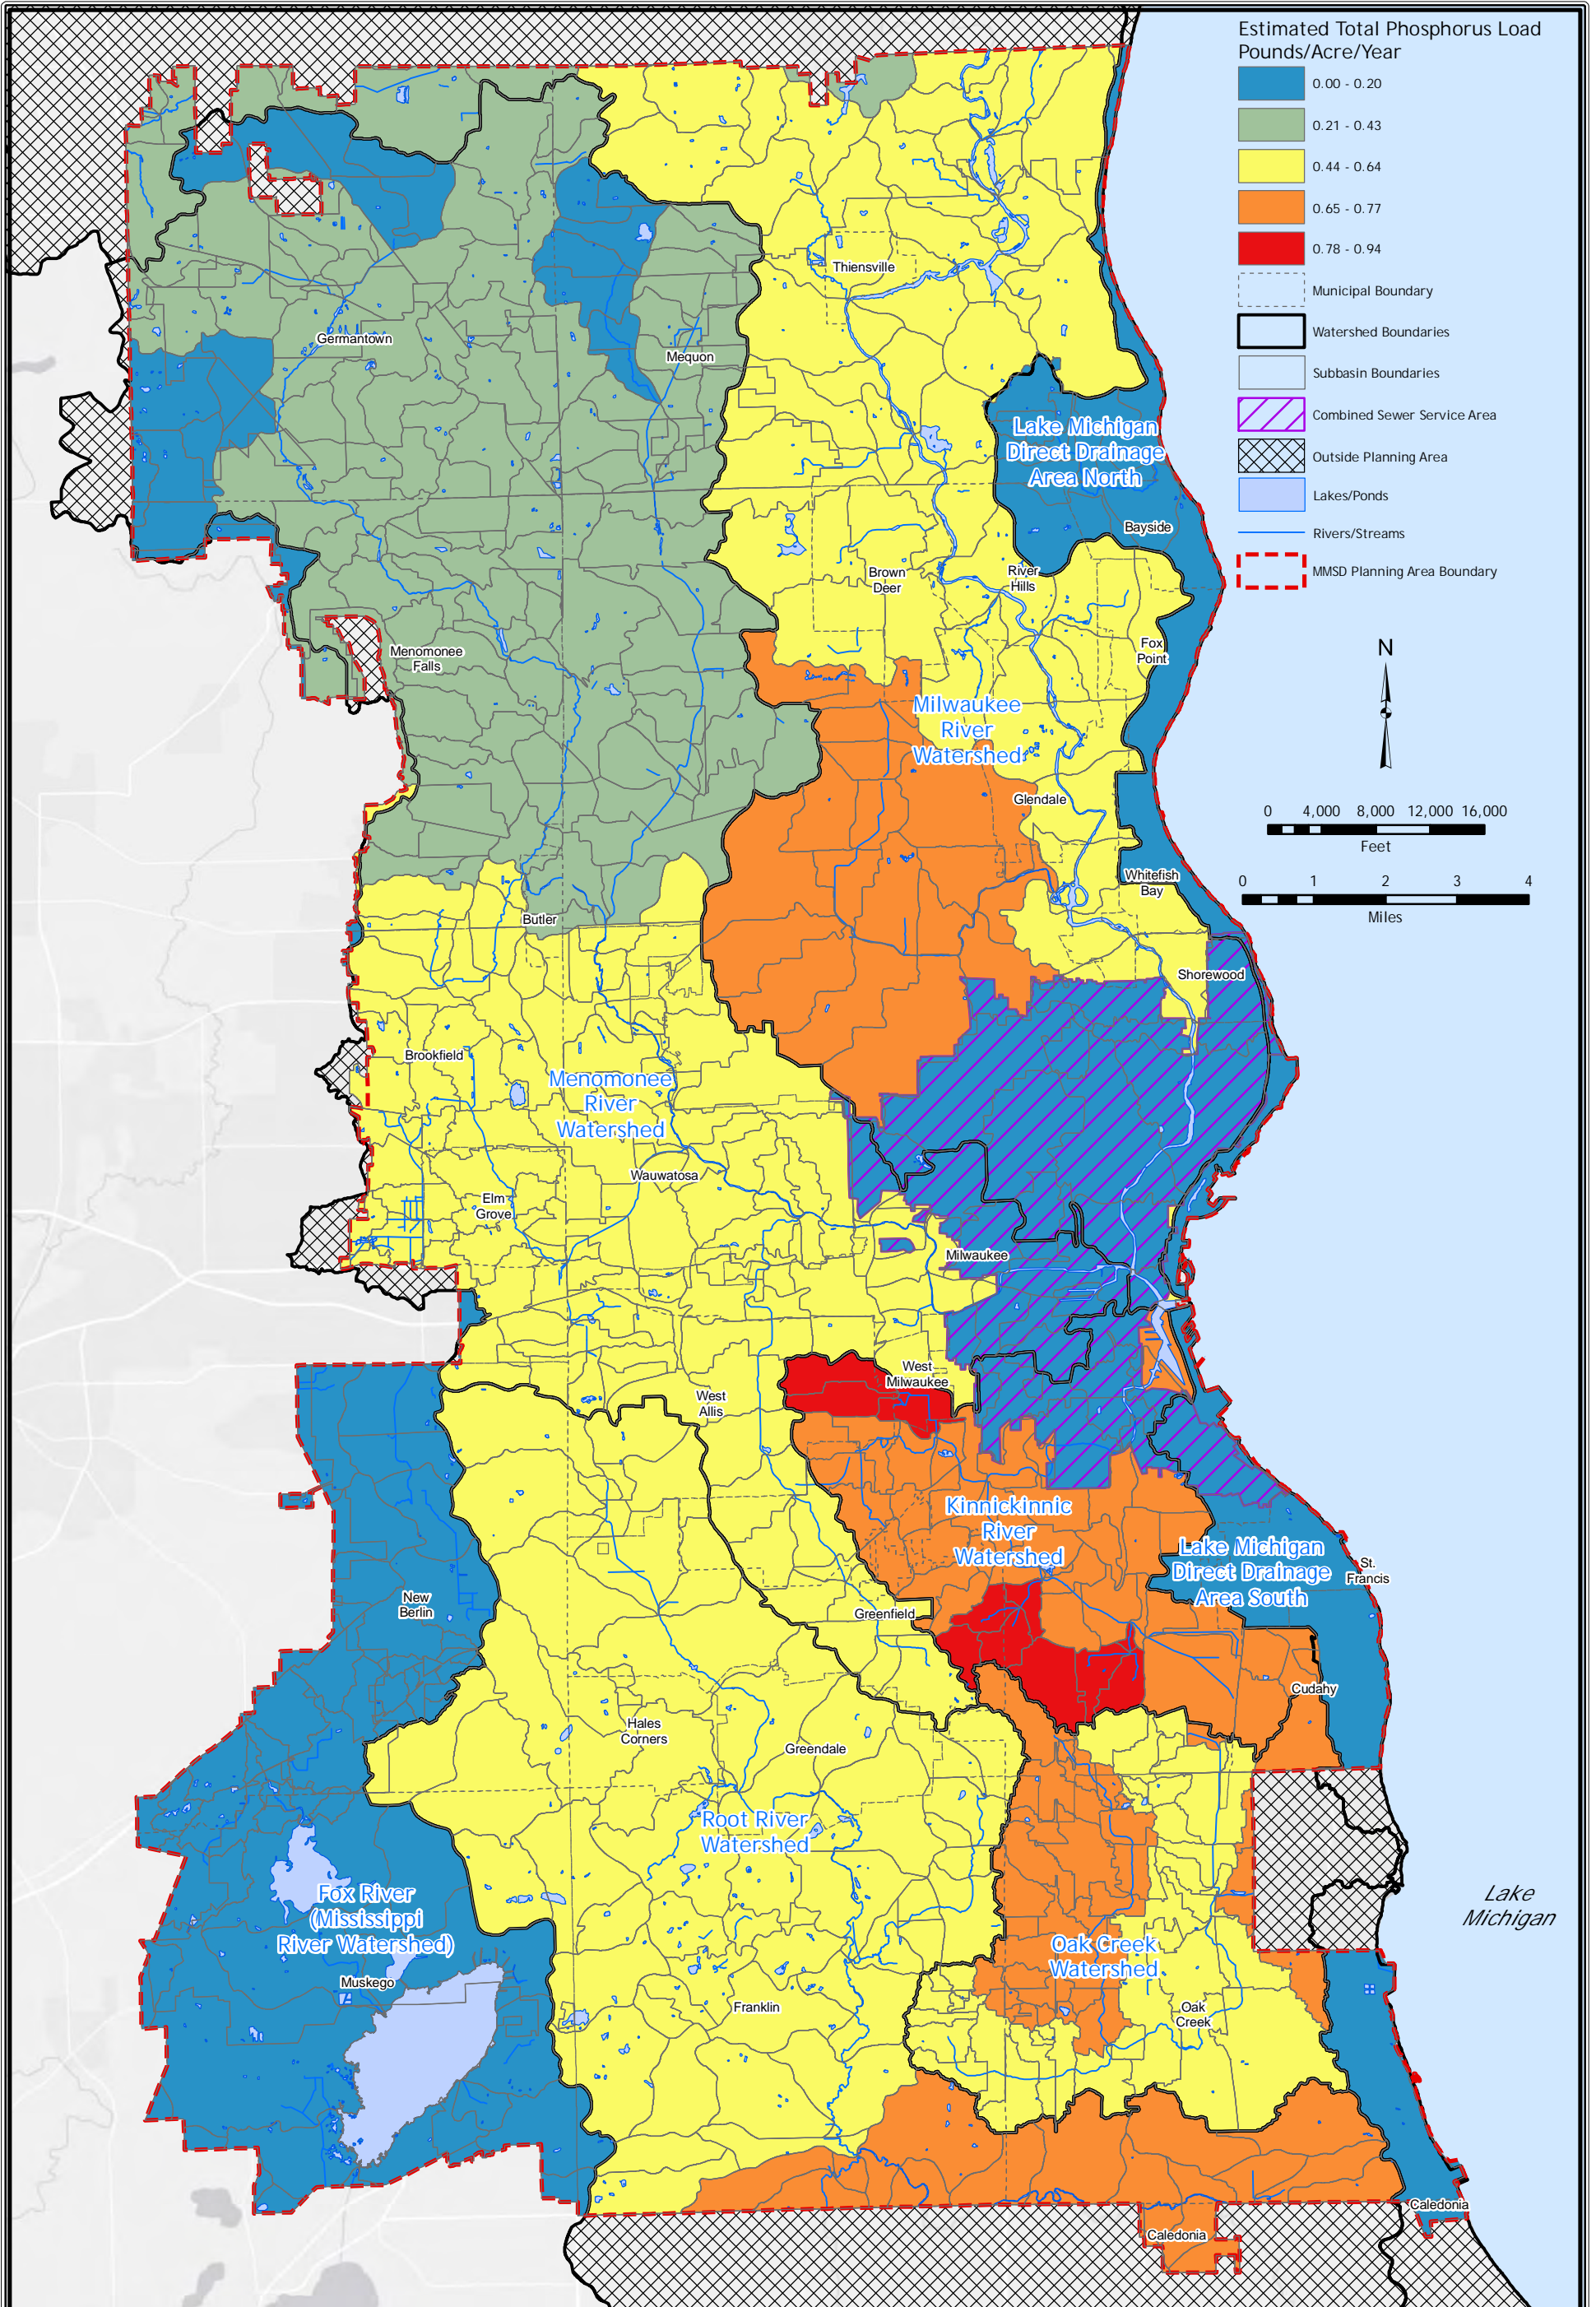 Estimated Total Phosphorus Load
Pounds/Acre/Year
0.00 - 0.20
0.21 - 0.43
0.44 - 0.64
0.65 - 0.77
0.78 - 0.94
Municipal Boundary
Watershed Boundaries
Subbasin Boundaries
Combined Sewer Service Area
Outside Planning Area
Lakes/Ponds
Rivers/Streams
MMSD Planning Area Boundary
N
0 4,000 8,000 12,000 16,000
Feet
0 1 2 3 4
Miles
Thiensville
Germantown
Mequon
Lake Michigan
Direct Drainage
Area North
Bayside
Brown
Deer
River
Hills
Fox
Point
Menomonee
Falls
Milwaukee
River
Watershed
Glendale
Whitefish
Bay
Butler
Shorewood
Brookfield
Menomonee
River
Watershed
Wauwatosa
Elm
Grove
Milwaukee
West
Milwaukee
West
Allis
Kinnickinnic
River
Watershed
Lake Michigan
Direct Drainage
Area South
St.
Francis
New
Berlin
Greenfield
Cudahy
Hales
Corners
Greendale
Root River
Watershed
Fox River
(Mississippi
River Watershed)
Muskego
Lake
Michigan
Oak Creek
Watershed
Franklin
Oak
Creek
Caledonia
Caledonia